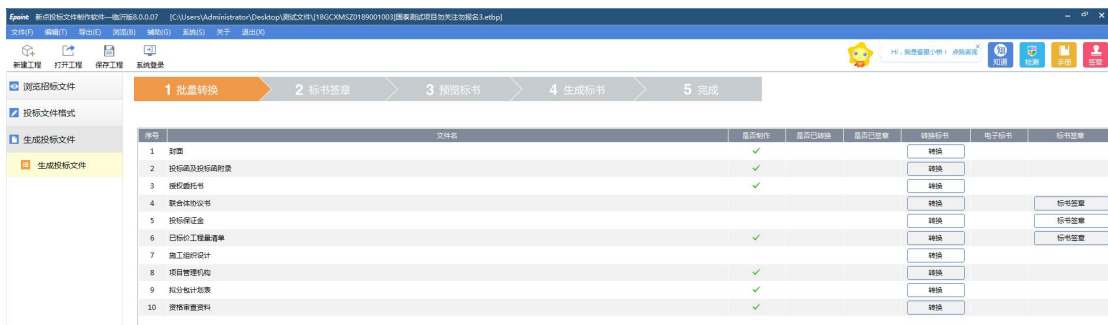 Epoint 新点投标文件制作软件—临沂版8.0.0.07 [C:\Users\Administrator\Desktop\测试文件\[18GCXMSZ0189001003]国泰测试项目勿关注勿报名3.etbp]
文件(F) 编辑(T) 导出(E) 浏览(B) 辅助(G) 系统(S) 关于 退出(X)
新建工程 打开工程 保存工程 系统登录
Hi，我是智慧小桥！ 点我咨询
知 知道 检测 手册 签章
浏览招标文件
投标文件格式
生成投标文件
生成投标文件
1 批量转换 2 标书签章 3 预览标书 4 生成标书 5 完成
序号 文件名 是否制作 是否已转换 是否已签章 转换标书 电子标书 标书签章
1 封面 转换
2 投标函及投标函附录 转换
3 授权委托书 转换
4 联合体协议书 转换 标书签章
5 投标保证金 转换 标书签章
6 已标价工程量清单 转换 标书签章
7 施工组织设计 转换
8 项目管理机构 转换
9 拟分包计划表 转换
10 资格审查资料 转换